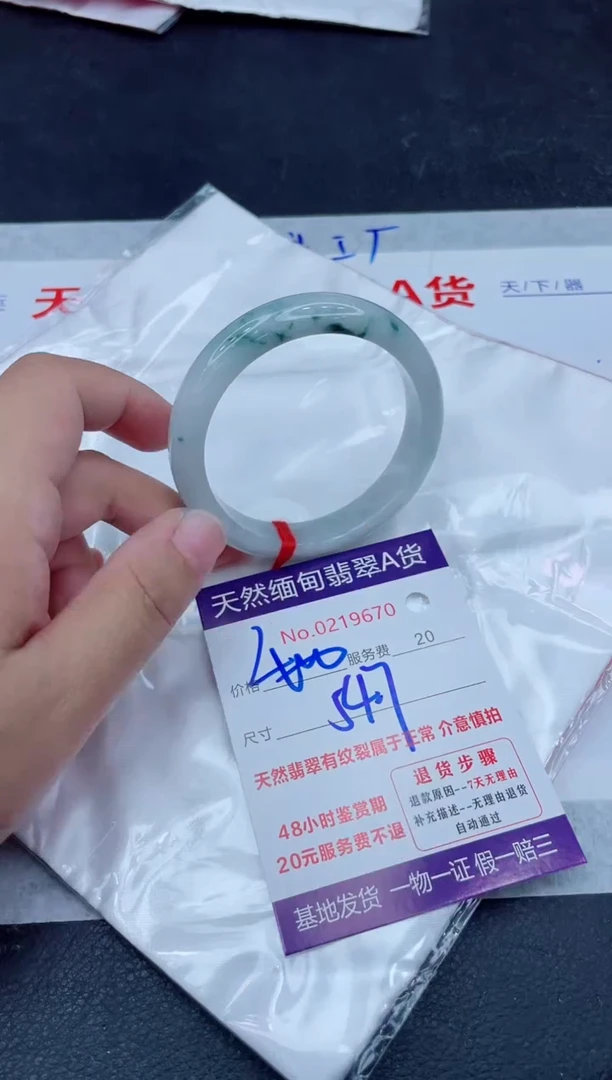 工厂
天
A货
天/下/器
天然缅甸翡翠A货
No.0219670
价格 400 服务费 20
尺寸 54.7
天然翡翠有纹裂属于正常 介意慎拍
48小时鉴赏期
20元服务费不退
退货步骤
退款原因--7天无理由
补充描述--无理由退货
自动通过
基地发货 一物一证 假一赔三